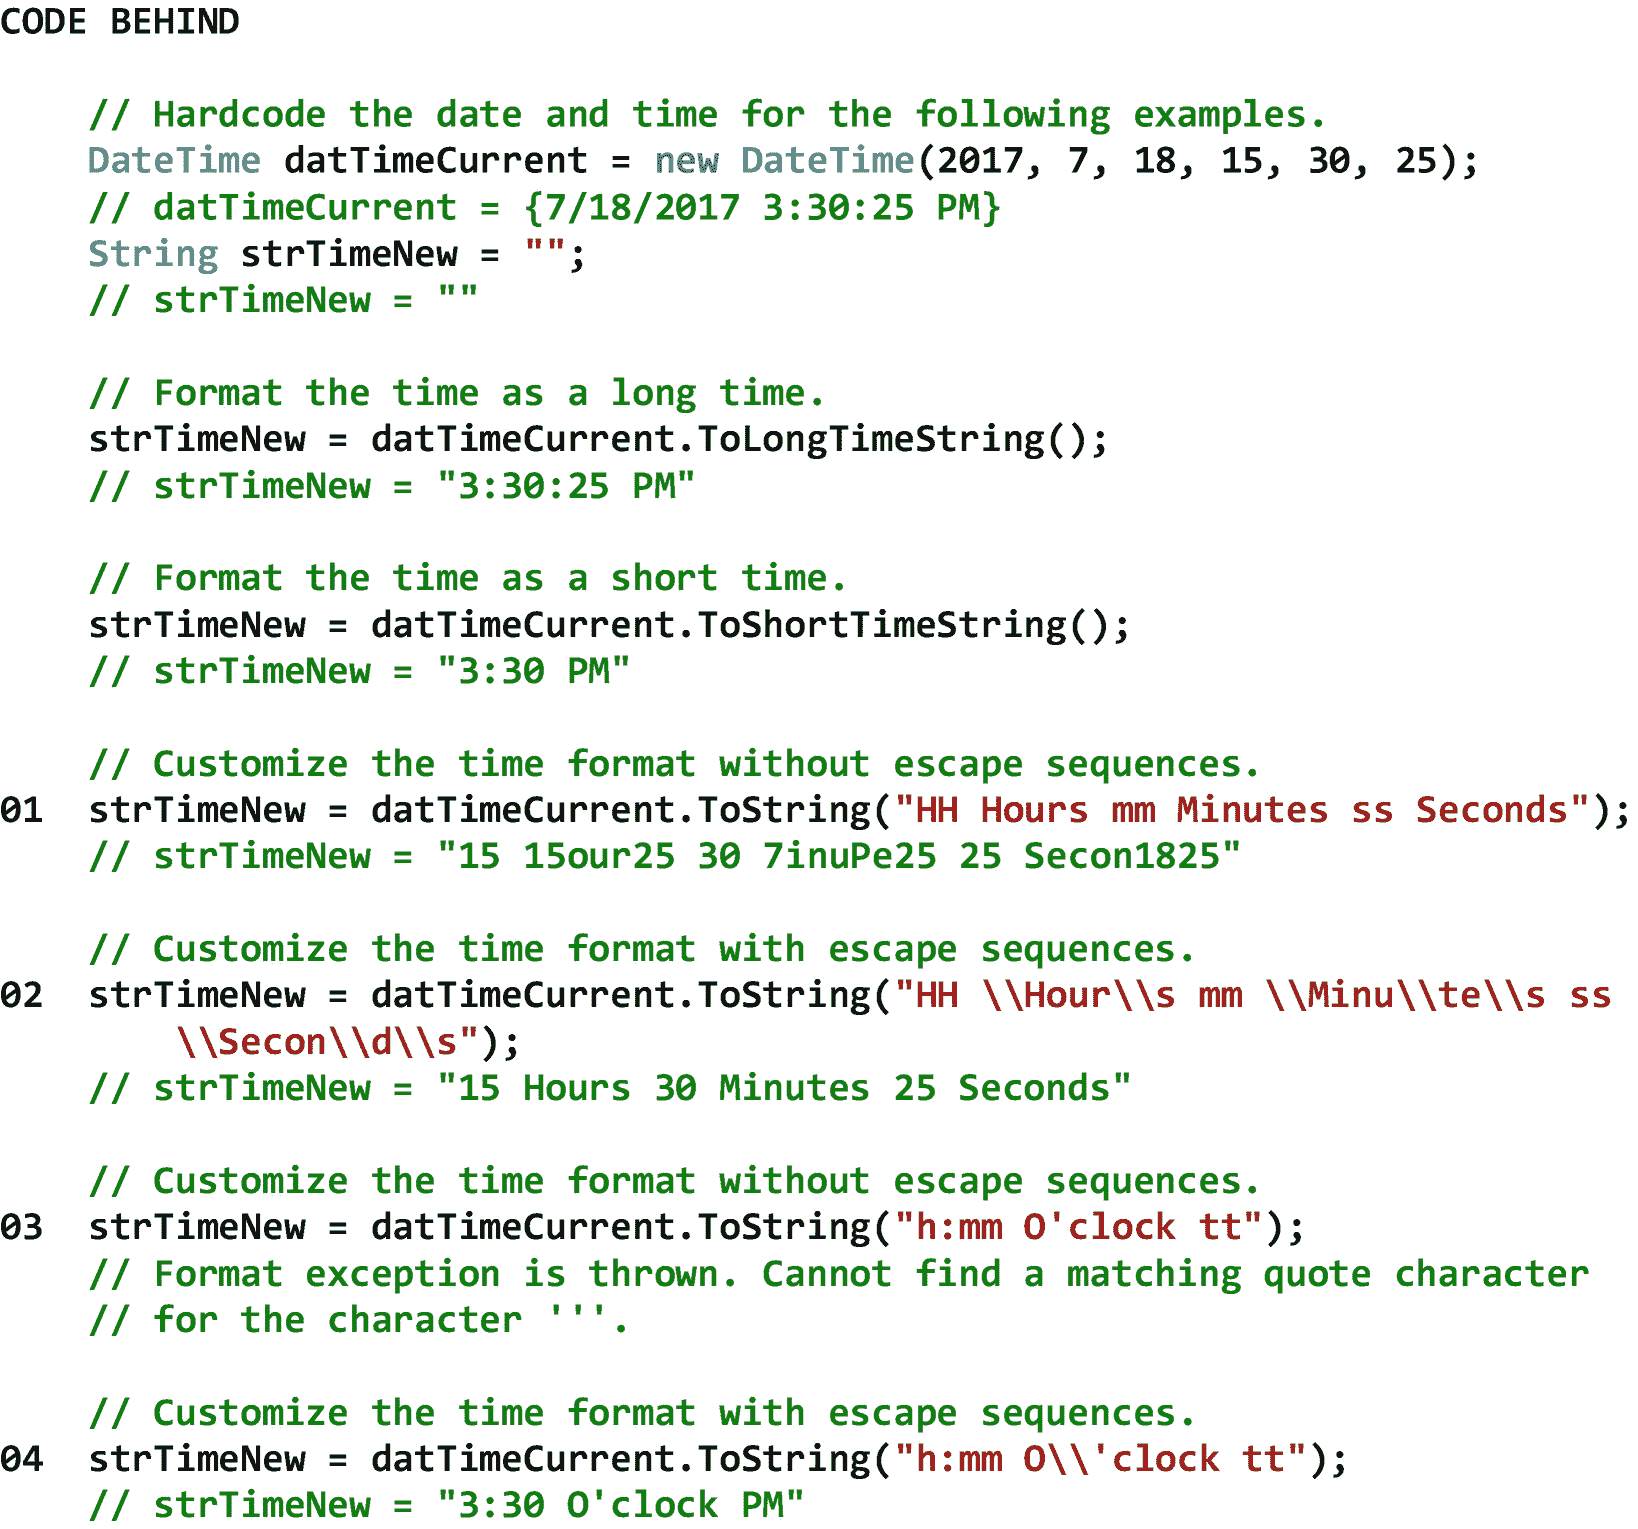 CODE BEHIND
// Hardcode the date and time for the following examples.
DateTime datTimeCurrent = new DateTime(2017, 7, 18, 15, 30, 25);
// datTimeCurrent = {7/18/2017 3:30:25 PM}
String strTimeNew = "";
// strTimeNew = ""
// Format the time as a long time.
strTimeNew = datTimeCurrent.ToLongTimeString();
// strTimeNew = "3:30:25 PM"
// Format the time as a short time.
strTimeNew = datTimeCurrent.ToShortTimeString();
// strTimeNew = "3:30 PM"
// Customize the time format without escape sequences.
01 strTimeNew = datTimeCurrent.ToString("HH Hours mm Minutes ss Seconds");
// strTimeNew = "15 15our25 30 7inuPe25 25 Secon1825"
// Customize the time format with escape sequences.
02 strTimeNew = datTimeCurrent.ToString("HH \\Hour\\s mm \\Minu\\te\\s ss
\\Secon\\d\\s");
// strTimeNew = "15 Hours 30 Minutes 25 Seconds"
// Customize the time format without escape sequences.
03 strTimeNew = datTimeCurrent.ToString("h:mm O'clock tt");
// Format exception is thrown. Cannot find a matching quote character
// for the character '''.
// Customize the time format with escape sequences.
04 strTimeNew = datTimeCurrent.ToString("h:mm O\\'clock tt");
// strTimeNew = "3:30 O'clock PM"